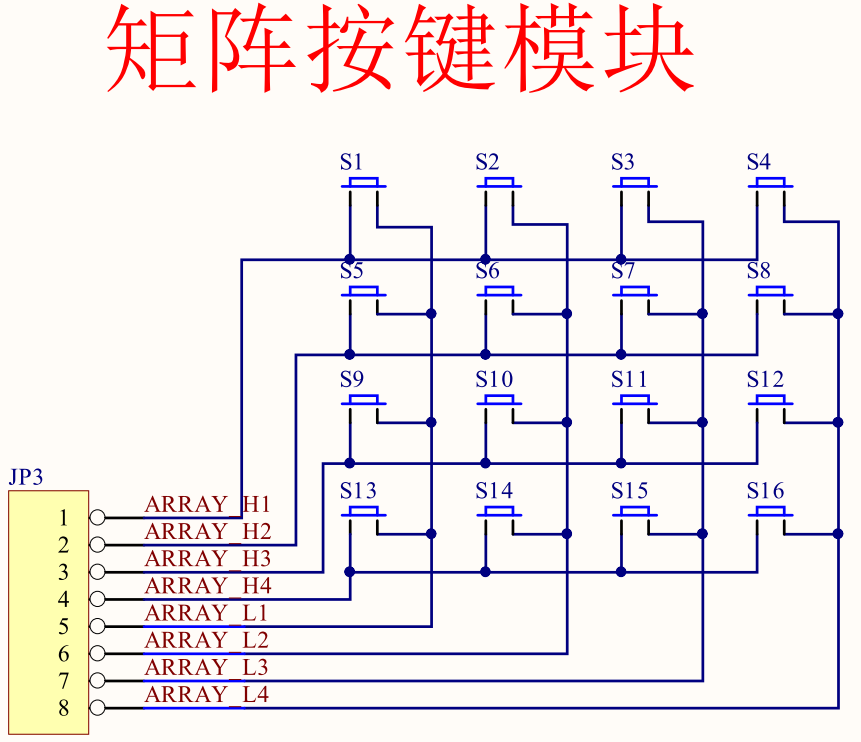 矩阵按键模块
S1 S2 S3 S4
S5 S6 S7 S8
S9 S10 S11 S12
JP3
S13 S14 S15 S16
1 ARRAY_H1
2 ARRAY_H2
3 ARRAY_H3
4 ARRAY_H4
5 ARRAY_L1
6 ARRAY_L2
7 ARRAY_L3
8 ARRAY_L4